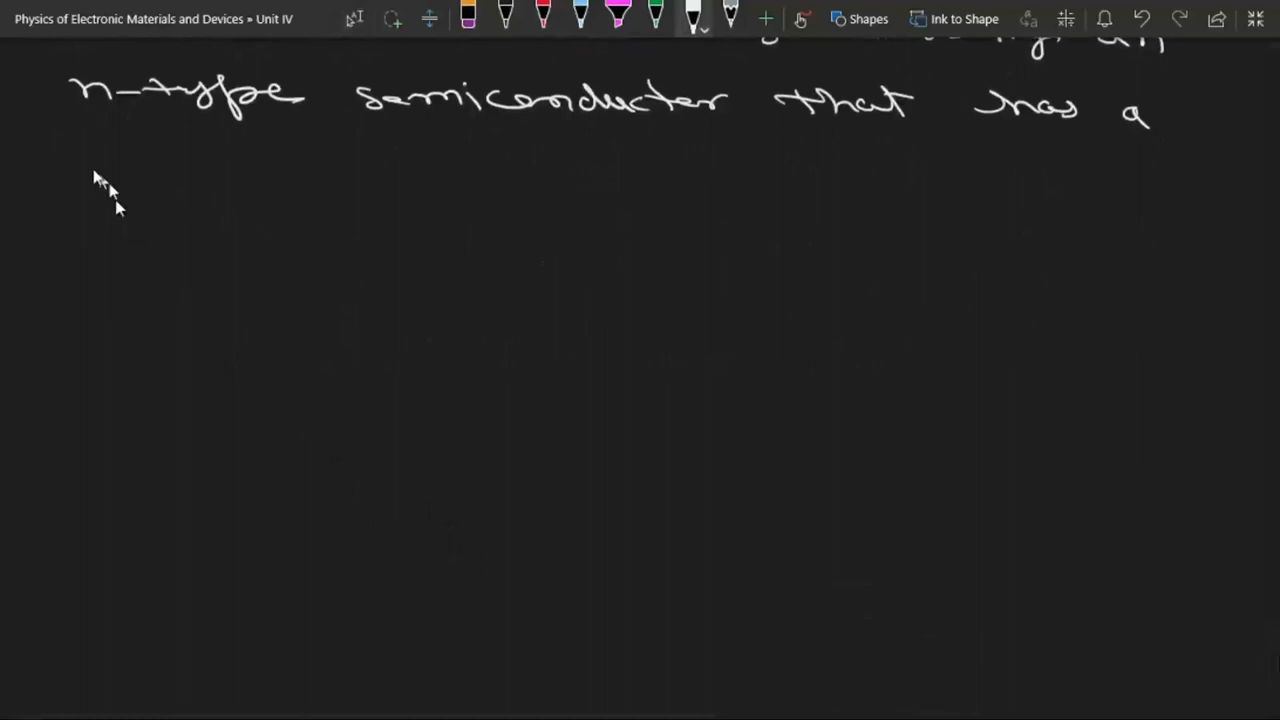 Physics of Electronic Materials and Devices » Unit IV
Shapes
Ink to Shape
n-type semiconductor that has a